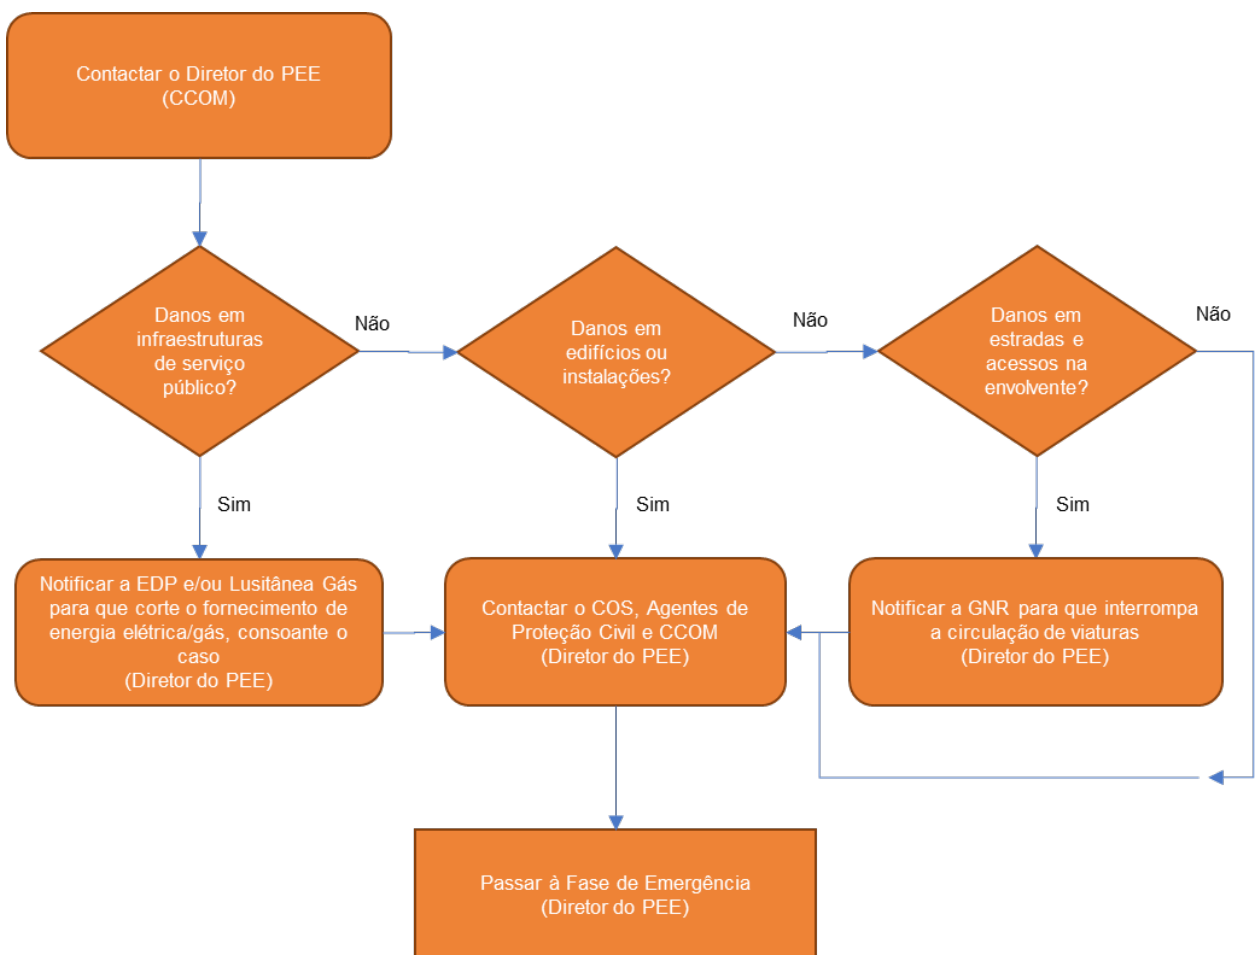 Contactar o Diretor do PEE
(CCOM)
Danos em
infraestruturas
de serviço
público?
Não
Danos em
edifícios ou
instalações?
Não
Danos em
estradas e
acessos na
envolvente?
Não
Sim
Sim
Sim
Notificar a EDP e/ou Lusitânea Gás
para que corte o fornecimento de
energia elétrica/gás, consoante o
caso
(Diretor do PEE)
Contactar o COS, Agentes de
Proteção Civil e CCOM
(Diretor do PEE)
Notificar a GNR para que interrompa
a circulação de viaturas
(Diretor do PEE)
Passar à Fase de Emergência
(Diretor do PEE)